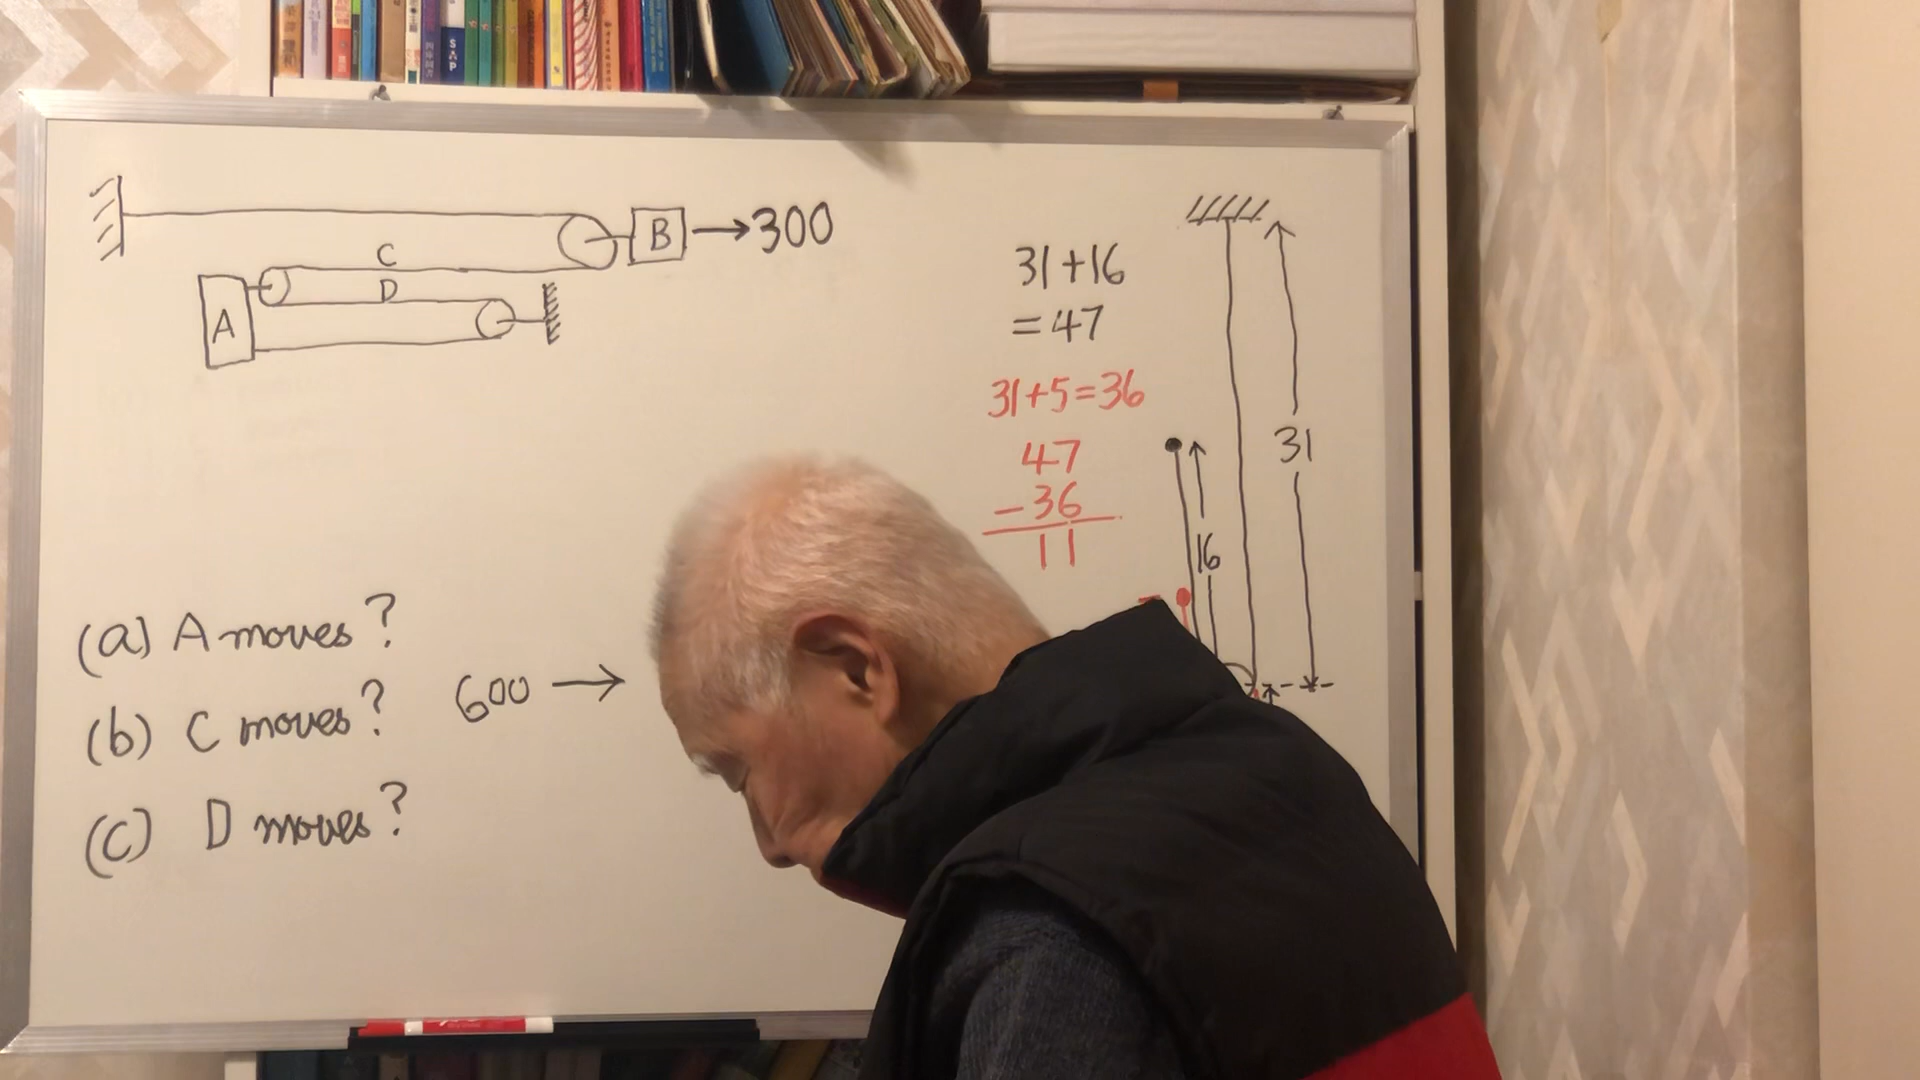 C
B → 300
D
A
(a) A moves?
(b) C moves?
(c) D moves?
600 →
31+16
=47
31+5=36
47
-36
11
31
16
S
A
P